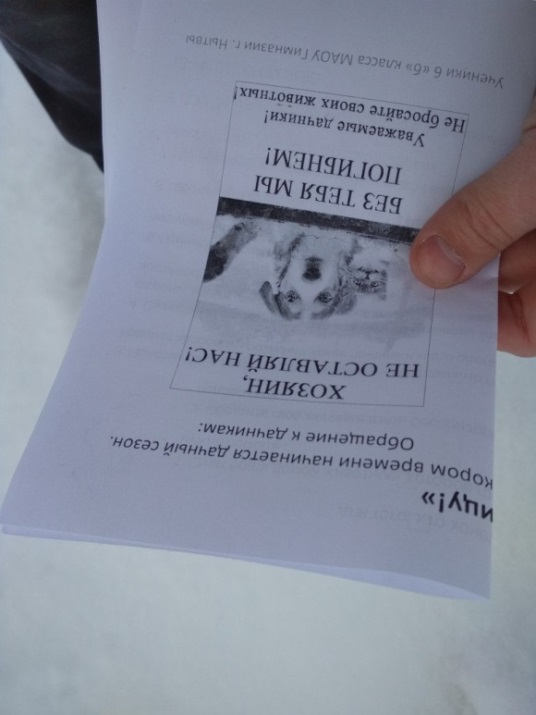 ицу!»
кором времени начинается дачный сезон.
Обращение к дачникам:
ХОЗЯИН,
НЕ ОСТАВЛЯЙ НАС!
БЕЗ ТЕБЯ МЫ
ПОГИБНЕМ!
Уважаемые дачники!
Не бросайте своих животных!
Ученики 6 «б» класса МАОУ Гимназии г. Нытвы